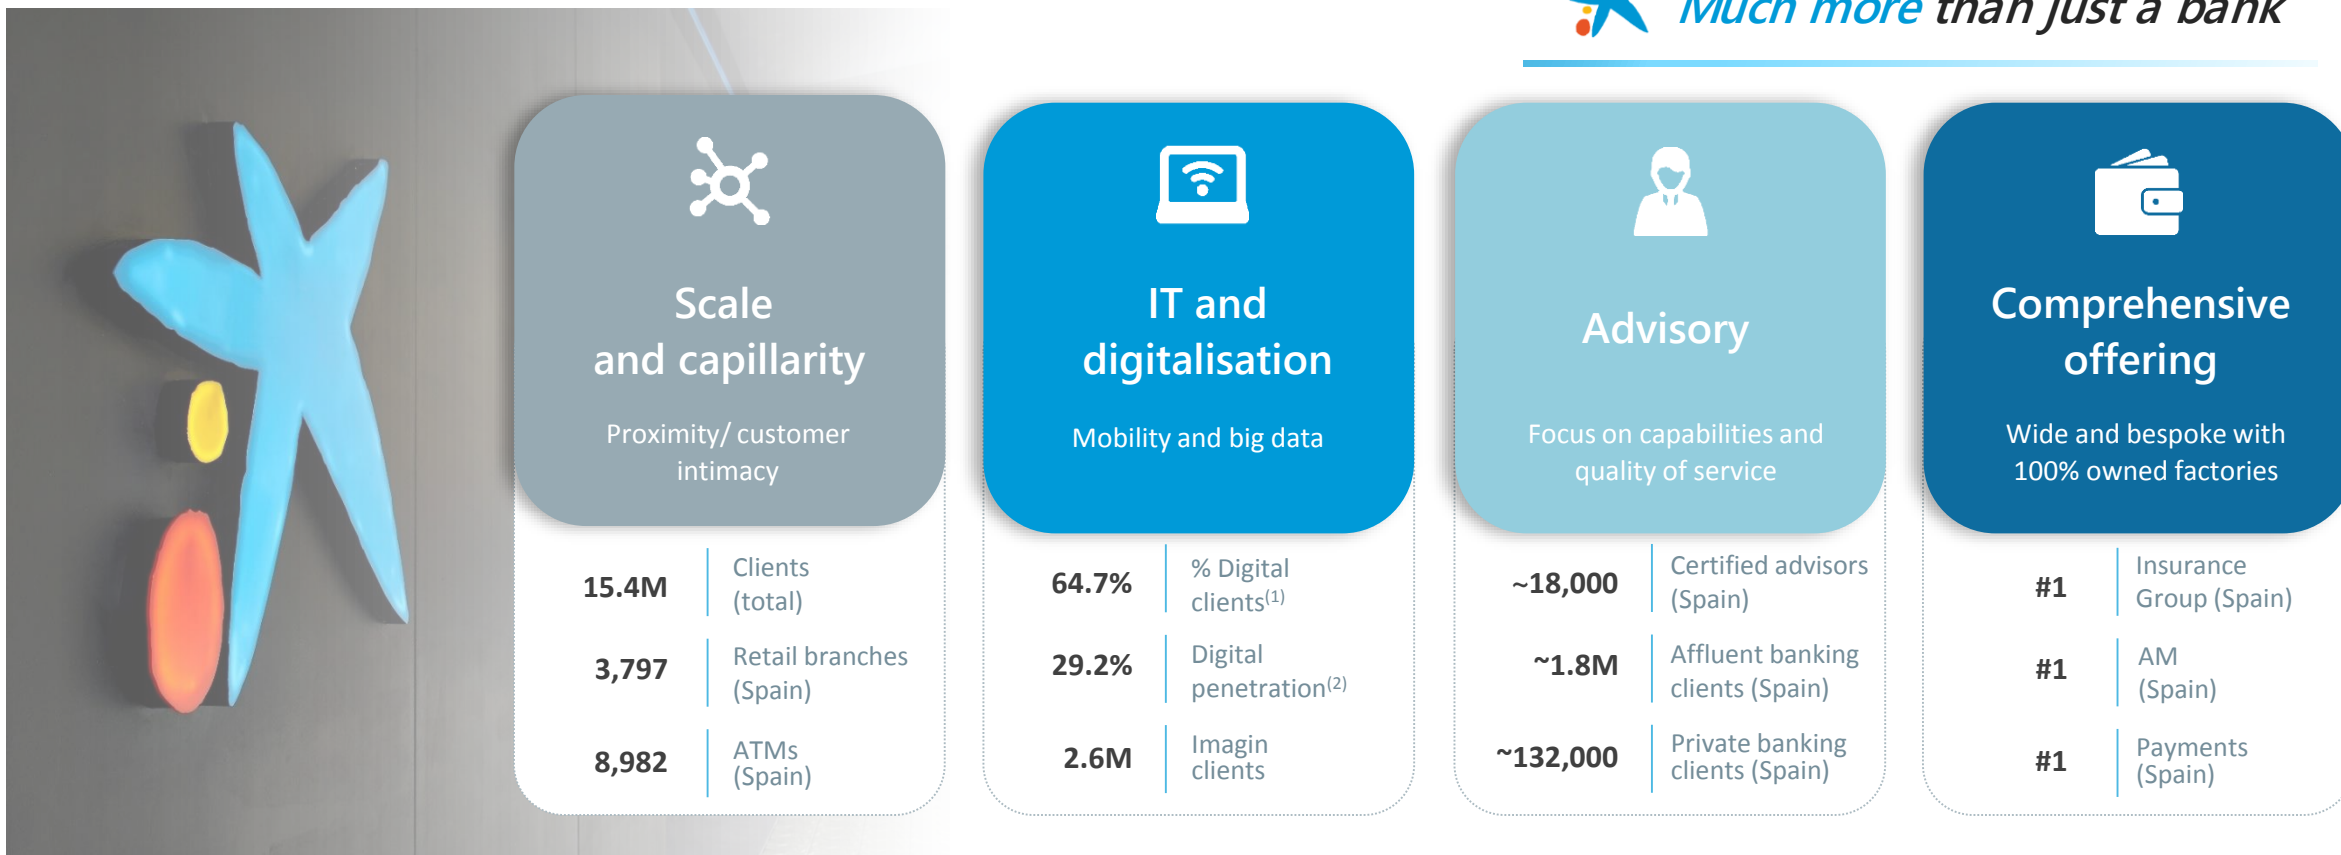 Much more than just a bank
Scale
and capillarity
Proximity/ customer
intimacy
15.4M
Clients
(total)
3,797
Retail branches
(Spain)
8,982
ATMs
(Spain)
IT and
digitalisation
Mobility and big data
64.7%
% Digital
clients(1)
29.2%
Digital
penetration(2)
2.6M
Imagin
clients
Advisory
Focus on capabilities and
quality of service
~18,000
Certified advisors
(Spain)
~1.8M
Affluent banking
clients (Spain)
~132,000
Private banking
clients (Spain)
Comprehensive
offering
Wide and bespoke with
100% owned factories
#1
Insurance
Group (Spain)
#1
AM
(Spain)
#1
Payments
(Spain)